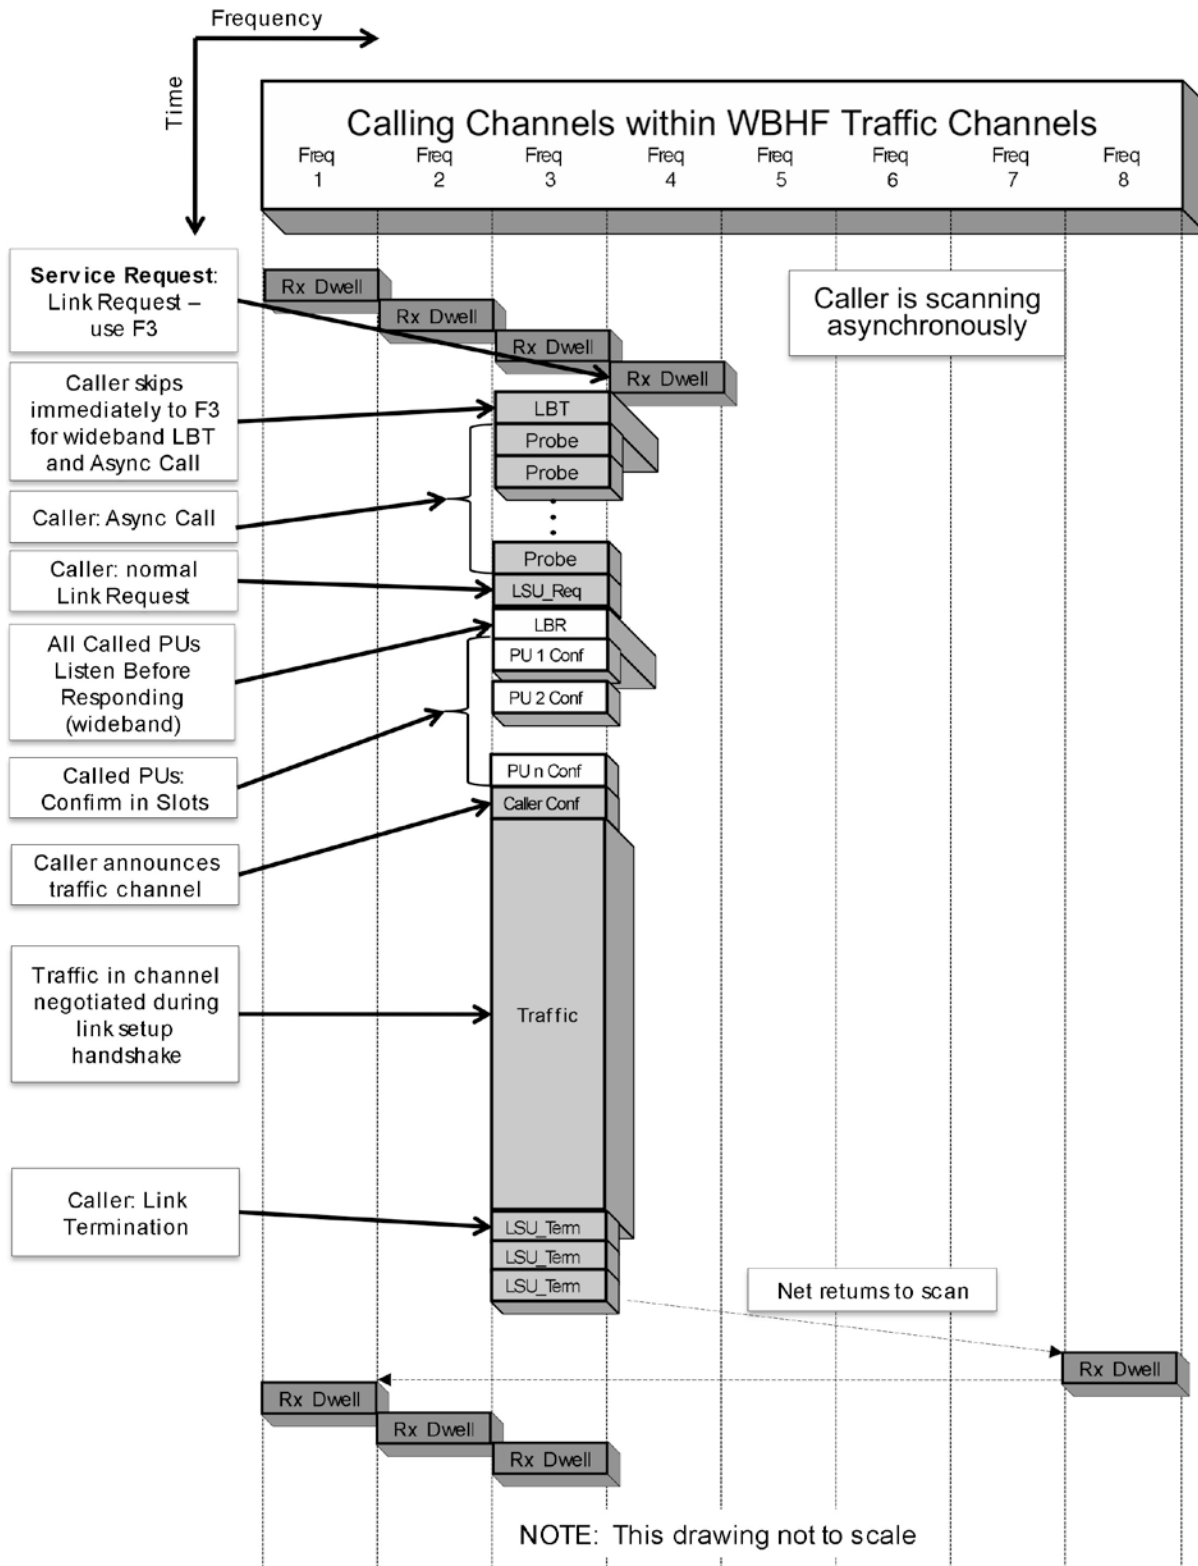 Frequency
Time
Calling Channels within WBHF Traffic Channels
Freq Freq Freq Freq Freq Freq Freq Freq
1 2 3 4 5 6 7 8
Service Request:
Link Request –
use F3
Rx Dwell
Rx Dwell
Rx Dwell
Rx Dwell
Caller is scanning
asynchronously
Caller skips
immediately to F3
for wideband LBT
and Async Call
LBT
Probe
Probe
Caller: Async Call
Probe
Caller: normal
Link Request
LSU_Req
All Called PUs
Listen Before
Responding
(wideband)
LBR
PU 1 Conf
PU 2 Conf
Called PUs:
Confirm in Slots
PU n Conf
Caller Conf
Caller announces
traffic channel
Traffic in channel
negotiated during
link setup
handshake
Traffic
Caller: Link
Termination
LSU_Term
LSU_Term
LSU_Term
Net returns to scan
Rx Dwell
Rx Dwell
Rx Dwell
Rx Dwell
NOTE: This drawing not to scale